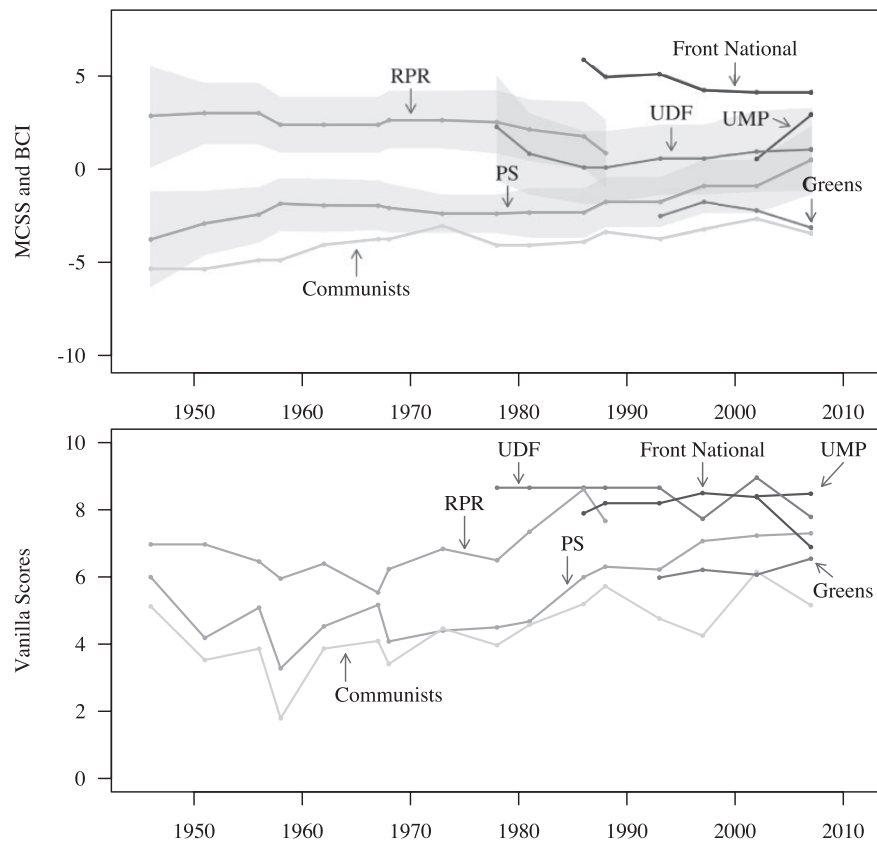 MCSS and BCI
5
0
-5
-10
Front National
RPR
UDF
UMP
PS
Greens
Communists
1950 1960 1970 1980 1990 2000 2010
Vanilla Scores
10
8
6
4
2
0
UDF
Front National
UMP
RPR
PS
Greens
Communists
1950 1960 1970 1980 1990 2000 2010